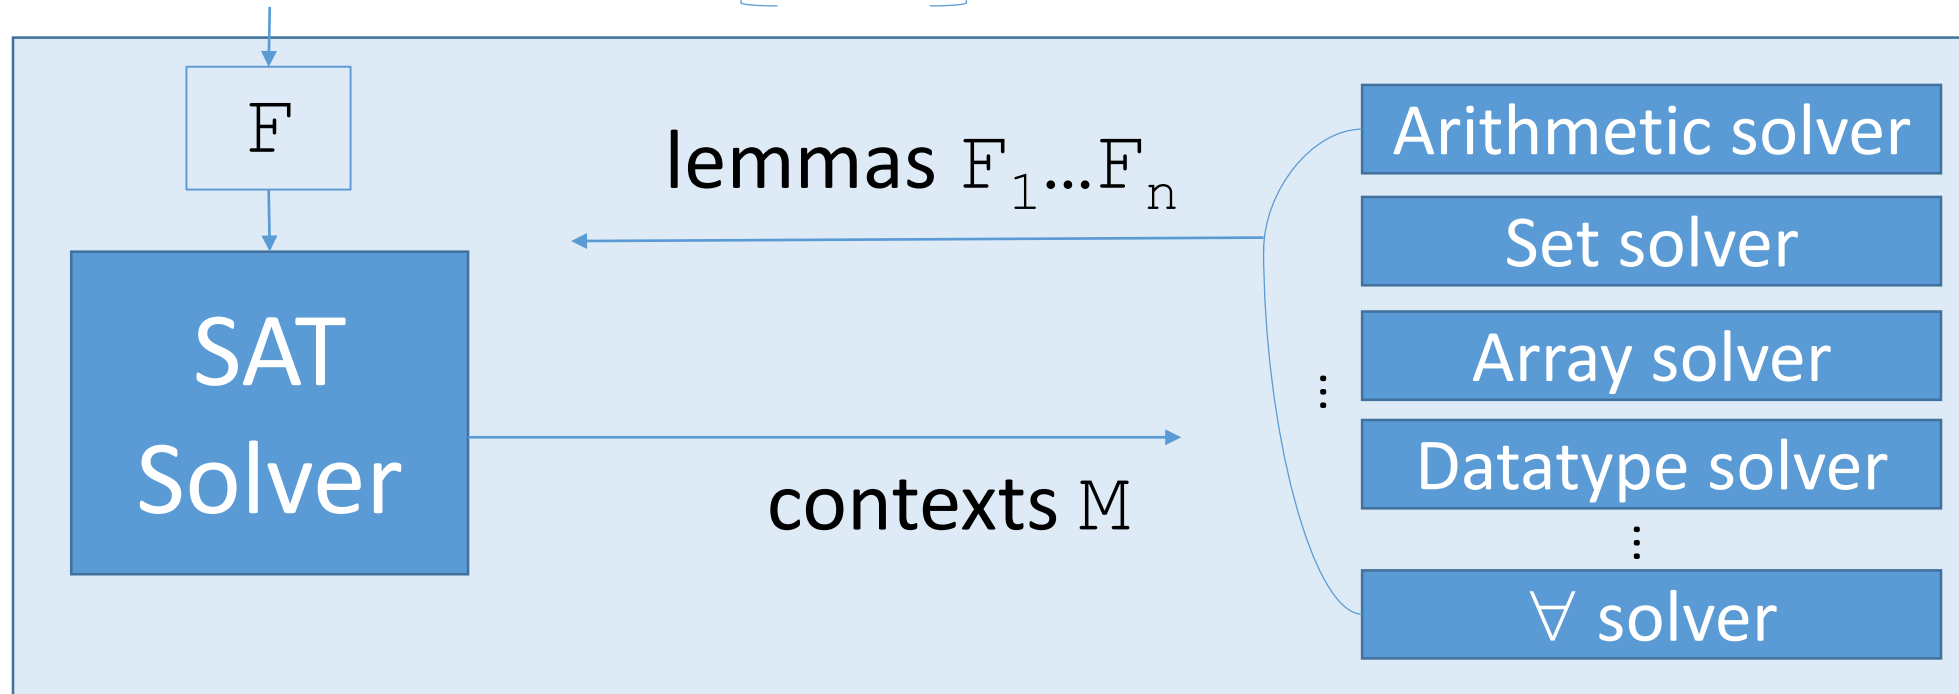 F
lemmas F₁…Fₙ
SAT
Solver
contexts M
Arithmetic solver
Set solver
Array solver
⋮
Datatype solver
⋮
∀ solver